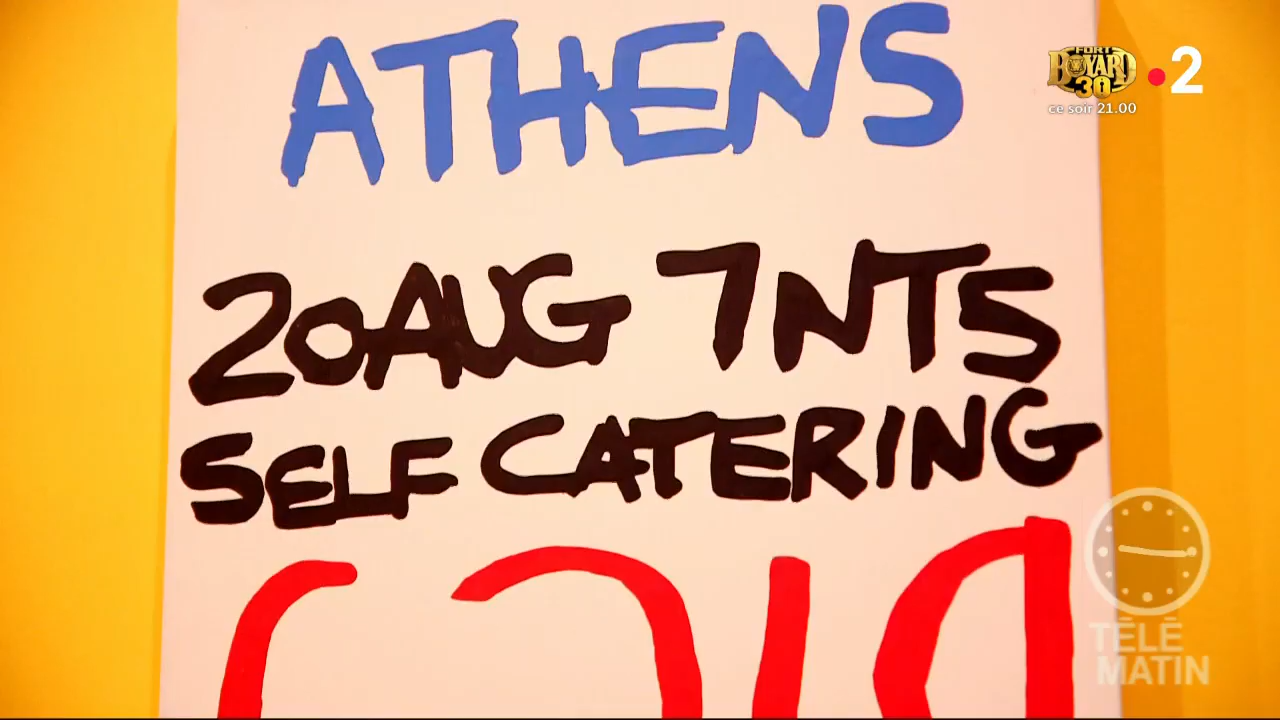 ATHENS
20AUG 7NTS
SELF CATERING
FORT
BOYARD
30
ce soir 21.00
2
TÉLÉ
MATIN